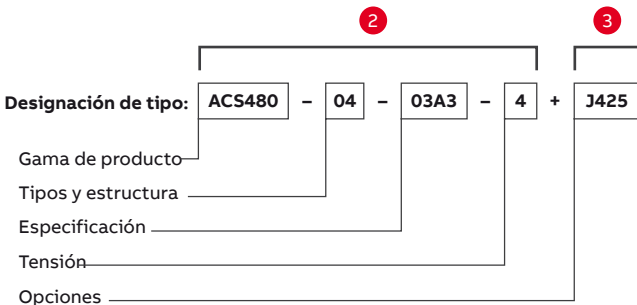 2 3
Designación de tipo: ACS480 – 04 – 03A3 – 4 + J425
Gama de producto
Tipos y estructura
Especificación
Tensión
Opciones